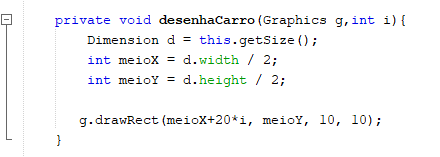 private void desenhaCarro(Graphics g,int i){
Dimension d = this.getSize();
int meioX = d.width / 2;
int meioY = d.height / 2;
g.drawRect(meioX+20*i, meioY, 10, 10);
}